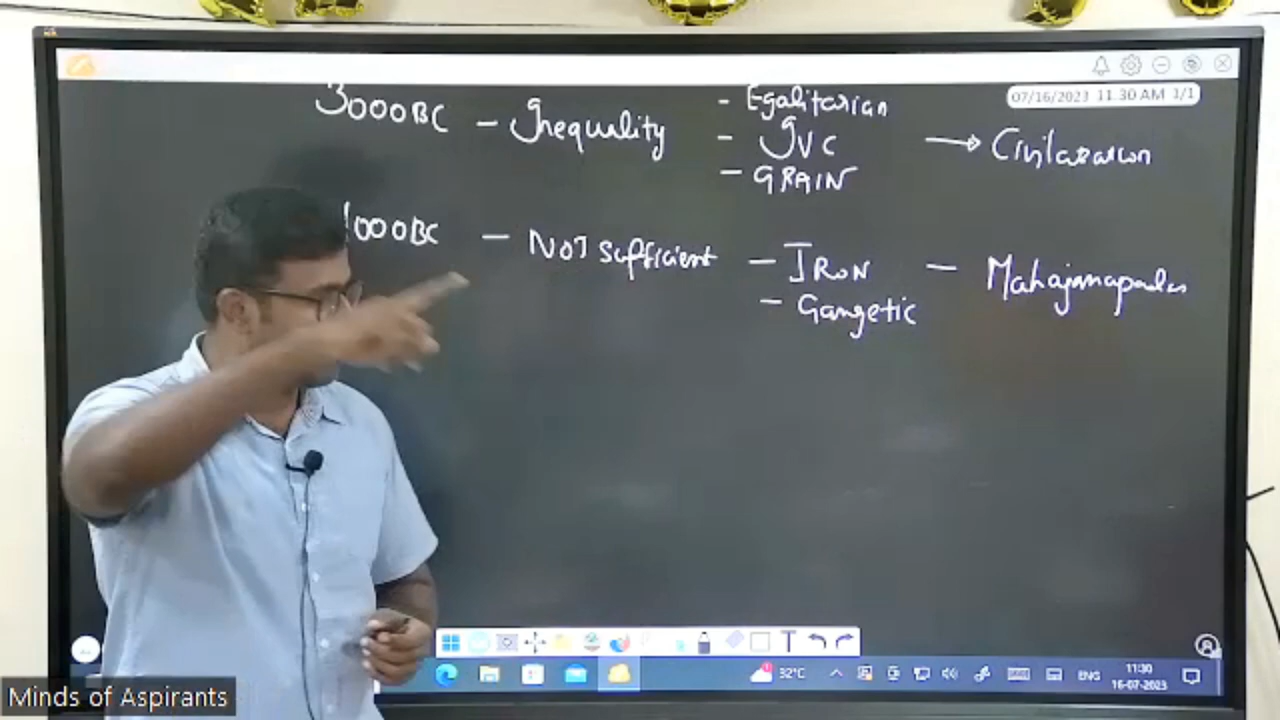 07/16/2023 11.30 AM 1/1
3000BC - Inequality - Egalitarian
- IVC → Civilazation
- GRAIN
1000BC - NOT sufficient - IRON - Mahajanapadas
- Gangetic
T
32°C
ENG
11:30
16-07-2023
Minds of Aspirants